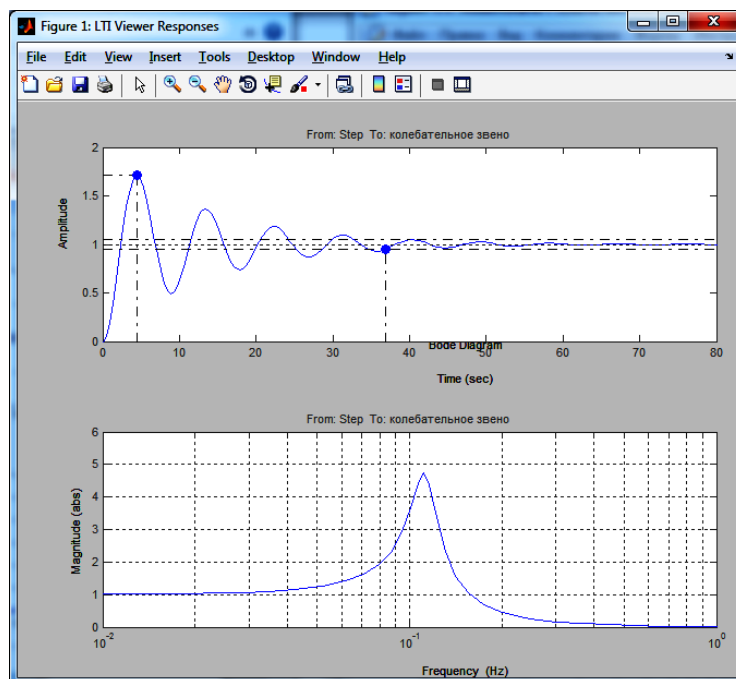 Figure 1: LTI Viewer Responses
File Edit View Insert Tools Desktop Window Help
From: Step To: колебательное звено
2
1.5
1
0.5
0
Amplitude
0 10 20 30 40 50 60 70 80
Bode Diagram
Time (sec)
From: Step To: колебательное звено
6
5
4
3
2
1
0
Magnitude (abs)
10^-2 10^-1 10^0
Frequency (Hz)